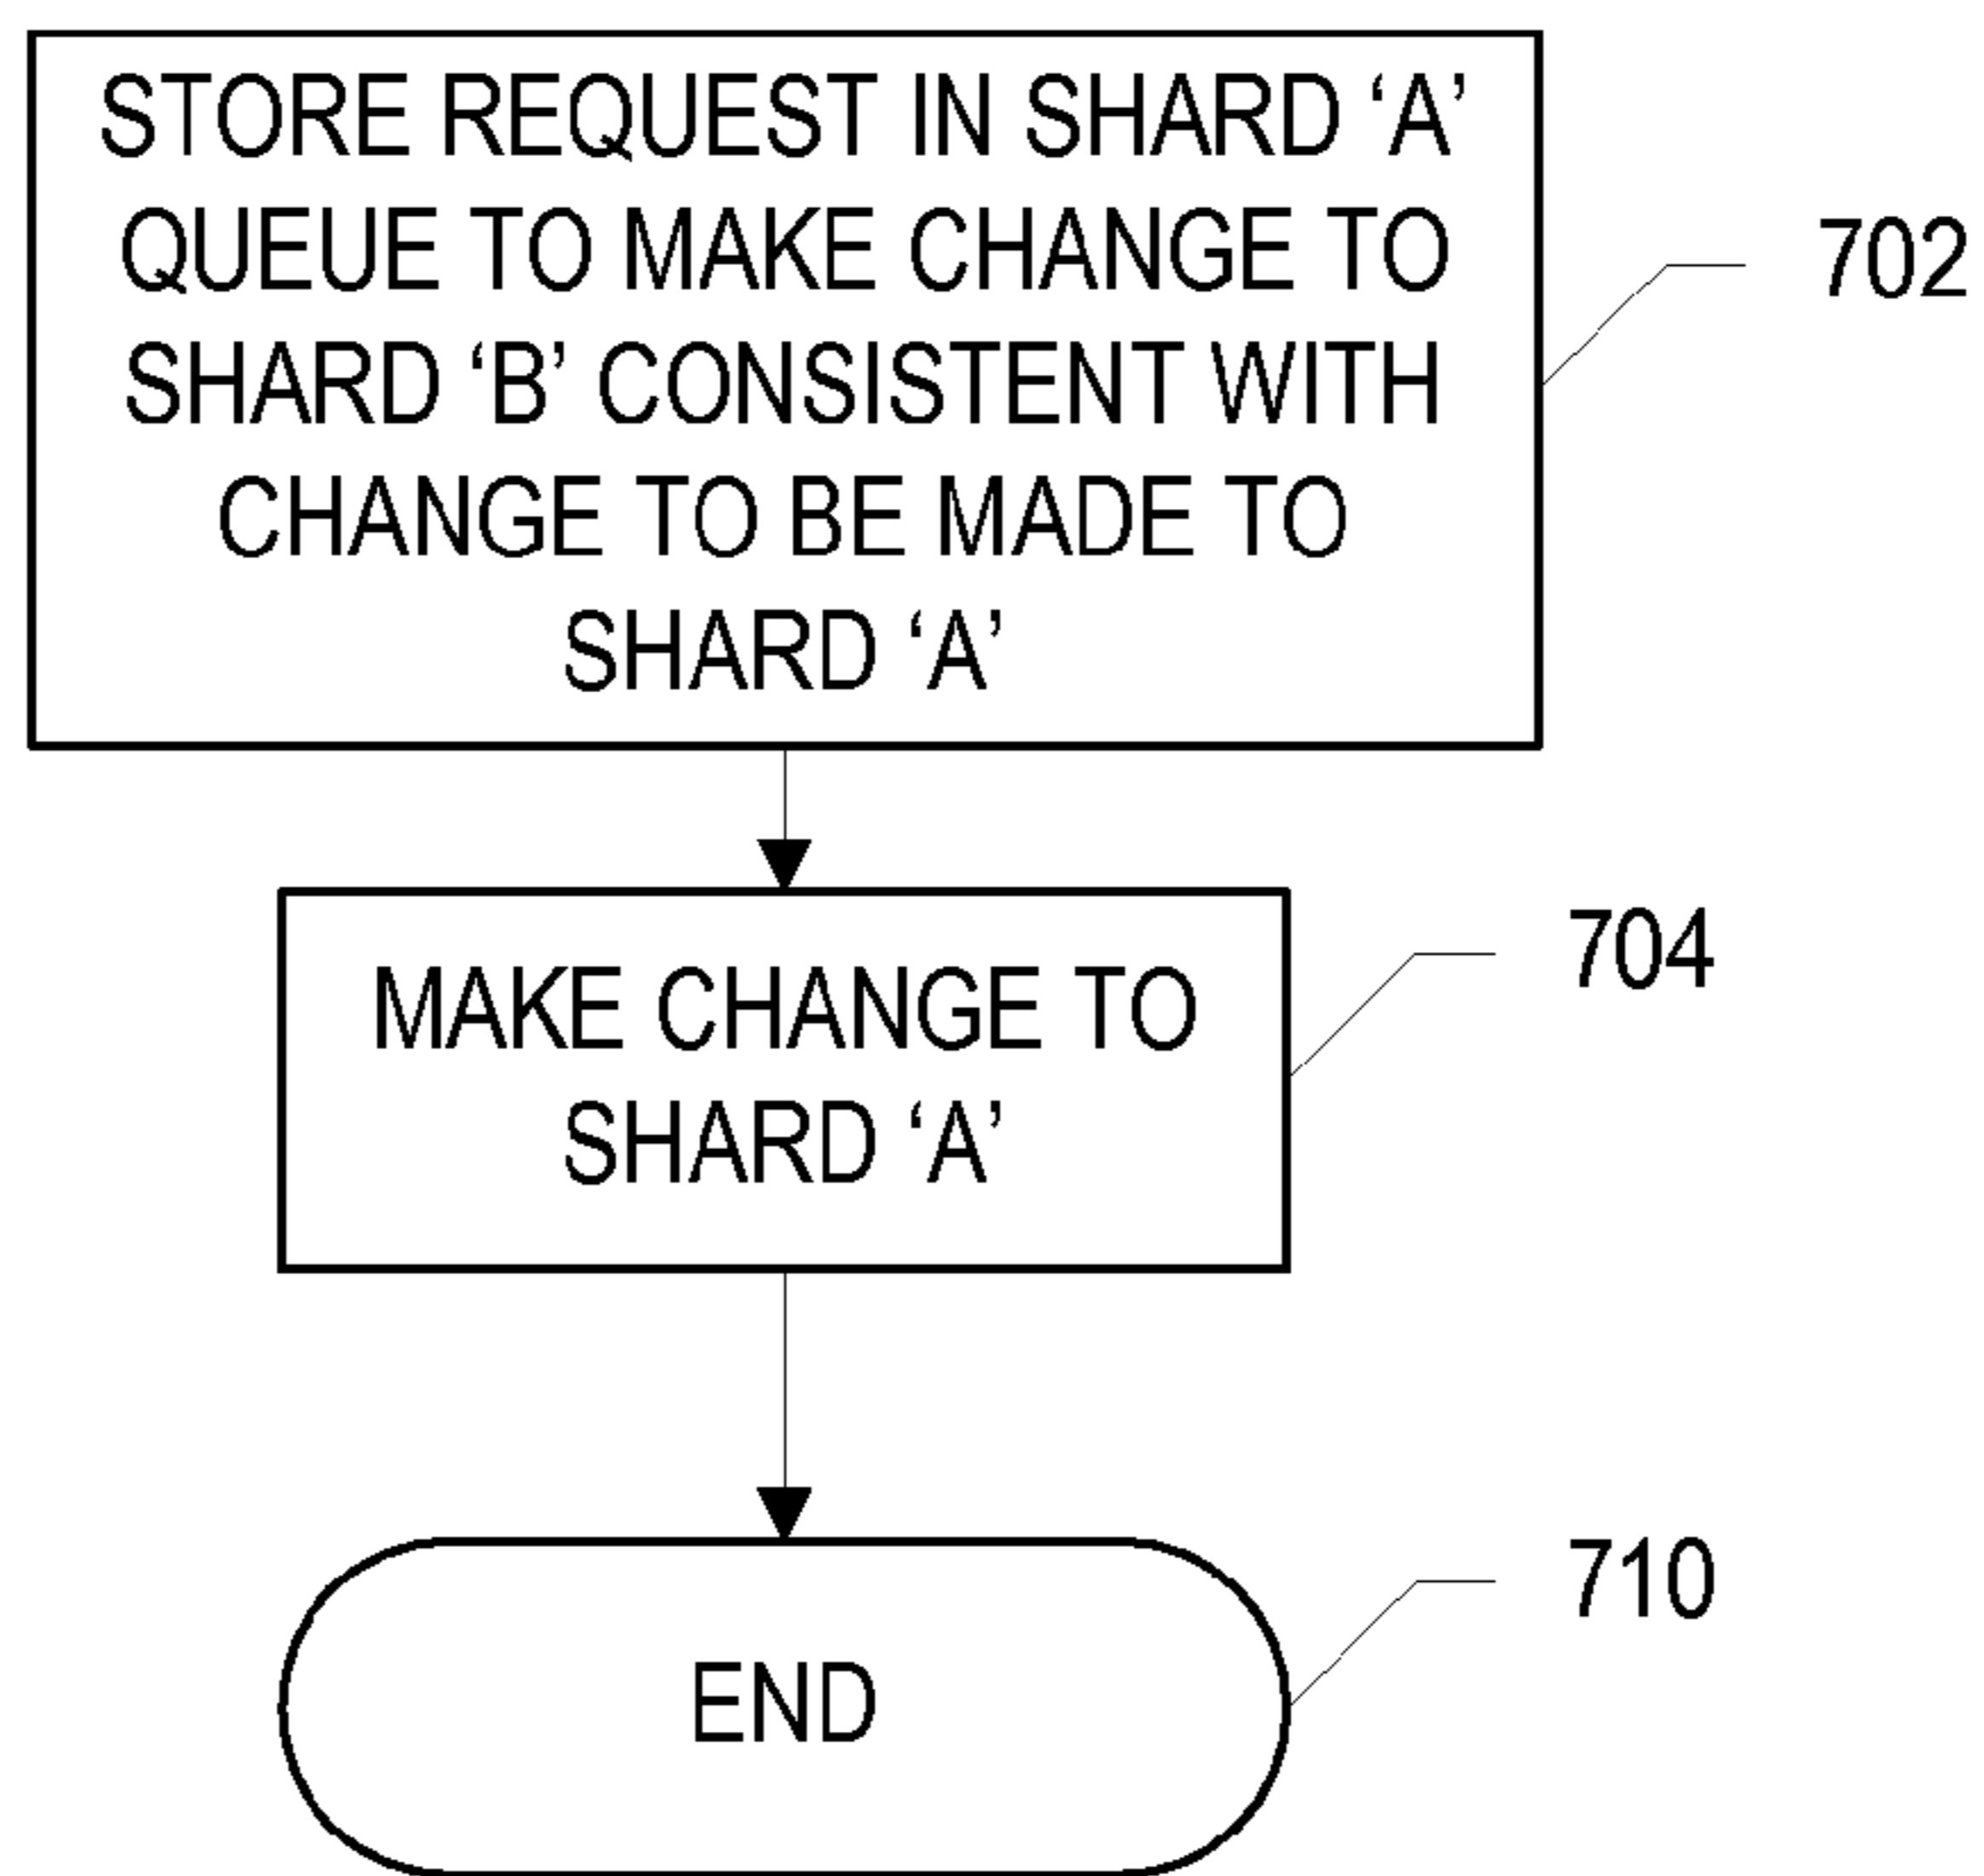 STORE REQUEST IN SHARD ‘A’
QUEUE TO MAKE CHANGE TO
SHARD ‘B’ CONSISTENT WITH
CHANGE TO BE MADE TO
SHARD ‘A’
702
MAKE CHANGE TO
SHARD ‘A’
704
END
710